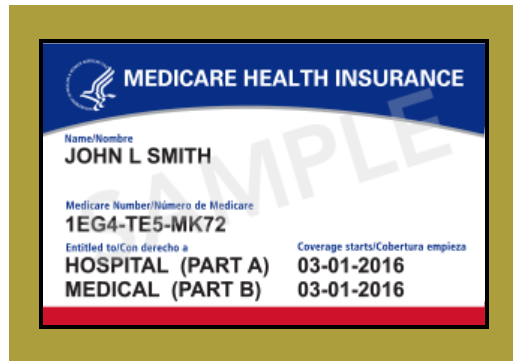 MEDICARE HEALTH INSURANCE
Name/Nombre
JOHN L SMITH
Medicare Number/Número de Medicare
1EG4-TE5-MK72
Entitled to/Con derecho a Coverage starts/Cobertura empieza
HOSPITAL (PART A) 03-01-2016
MEDICAL (PART B) 03-01-2016
SAMPLE